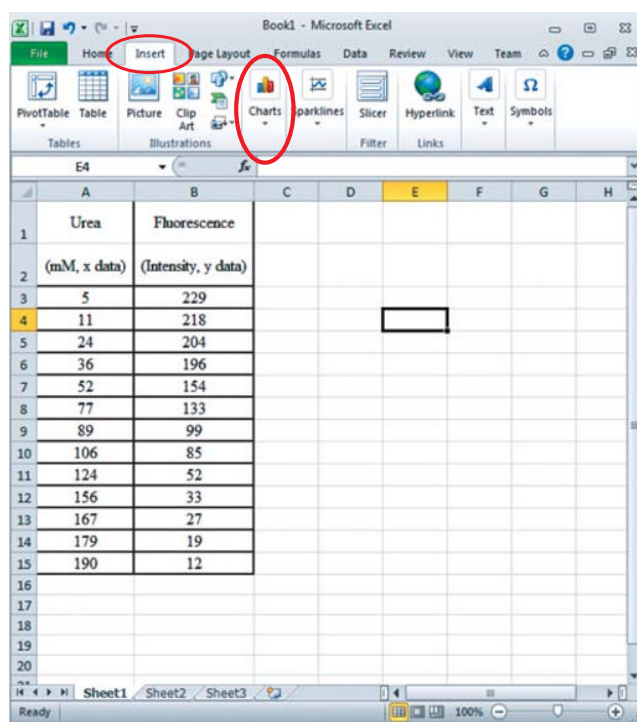 Book1 - Microsoft Excel
File Home Insert Page Layout Formulas Data Review View Team
PivotTable Table Picture Clip Art Charts Sparklines Slicer Hyperlink Text Symbols
Tables Illustrations Filter Links
E4 fx
A B C D E F G H
1 Urea Fluorescence
2 (mM, x data) (Intensity, y data)
3 5 229
4 11 218
5 24 204
6 36 196
7 52 154
8 77 133
9 89 99
10 106 85
11 124 52
12 156 33
13 167 27
14 179 19
15 190 12
16
17
18
19
20
Sheet1 Sheet2 Sheet3
Ready 100%